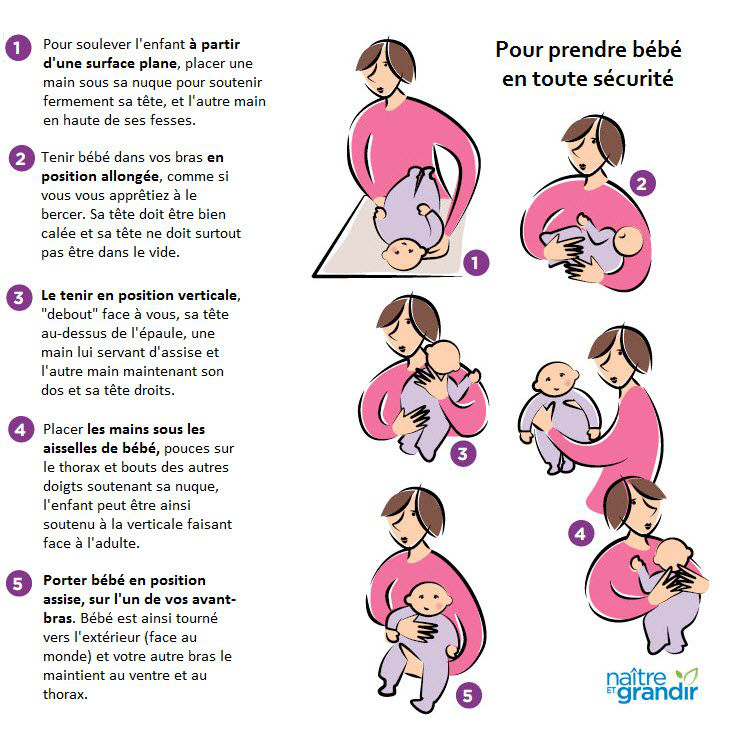 Pour prendre bébé
en toute sécurité
1 Pour soulever l'enfant à partir
d'une surface plane, placer une
main sous sa nuque pour soutenir
fermement sa tête, et l'autre main
en haut de ses fesses.
2 Tenir bébé dans vos bras en
position allongée, comme si
vous vous apprêtiez à le
bercer. Sa tête doit être bien
calée et sa tête ne doit surtout
pas être dans le vide.
3 Le tenir en position verticale,
"debout" face à vous, sa tête
au-dessus de l'épaule, une
main lui servant d'assise et
l'autre main maintenant son
dos et sa tête droits.
4 Placer les mains sous les
aisselles de bébé, pouces sur
le thorax et bouts des autres
doigts soutenant sa nuque,
l'enfant peut être ainsi
soutenu à la verticale faisant
face à l'adulte.
5 Porter bébé en position
assise, sur l'un de vos avant-
bras. Bébé est ainsi tourné
vers l'extérieur (face au
monde) et votre autre bras le
maintient au ventre et au
thorax.
1
2
3
4
5
naître
ET grandir